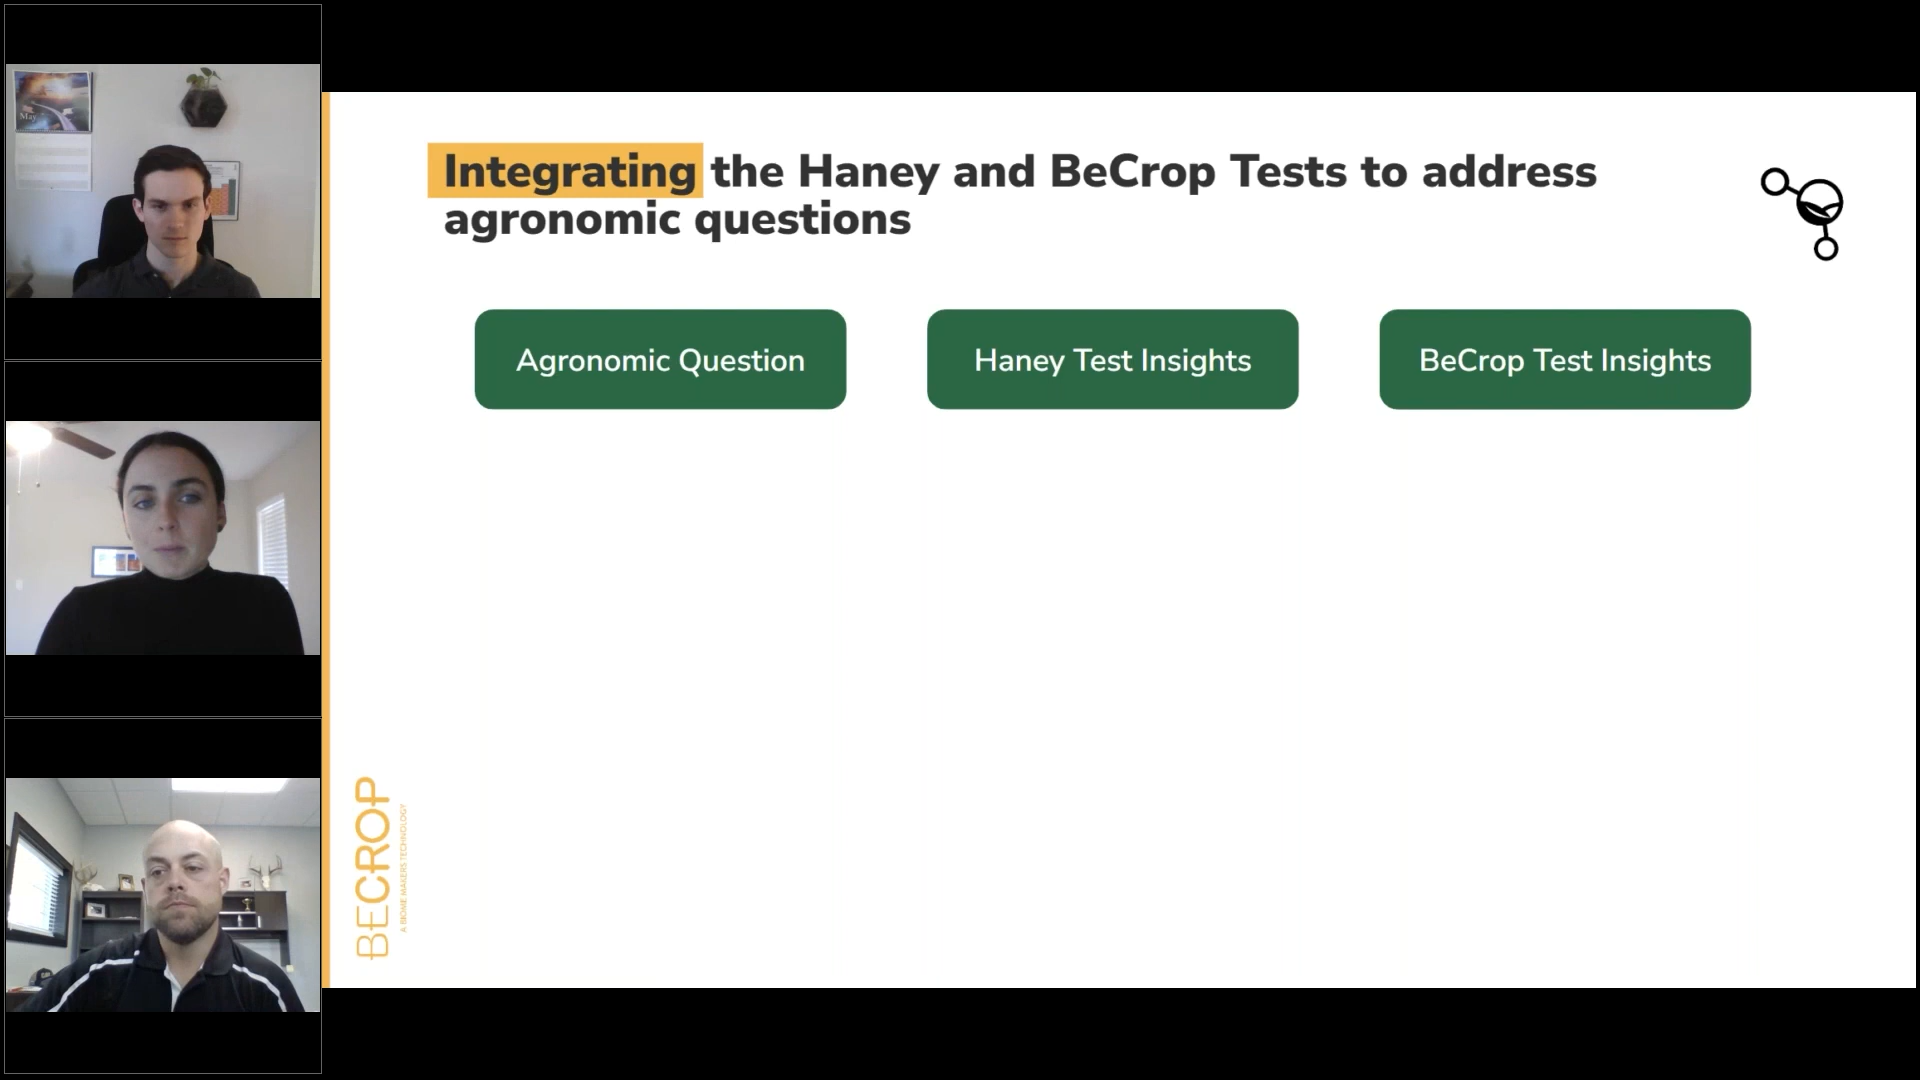 May
Integrating the Haney and BeCrop Tests to address
agronomic questions
Agronomic Question
Haney Test Insights
BeCrop Test Insights
BECROP
A BIOME MAKERS TECHNOLOGY